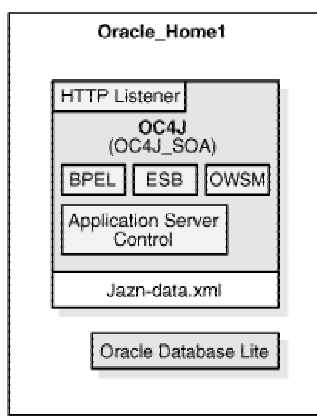 Oracle_Home1
HTTP Listener
OC4J
(OC4J_SOA)
BPEL
ESB
OWSM
Application Server
Control
Jazn-data.xml
Oracle Database Lite